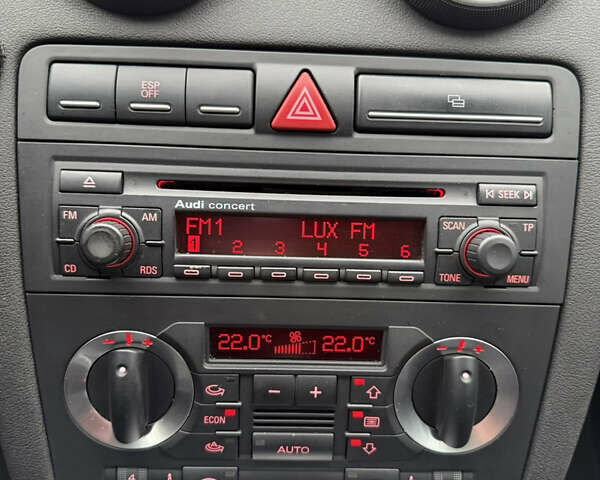 ESP
OFF
SEEK
Audi concert
FM AM
FM1 LUX FM
1 2 3 4 5 6
SCAN TP
CD RDS
TONE MENU
22.0°C 22.0°C
- +
- +
- +
ECON
AUTO